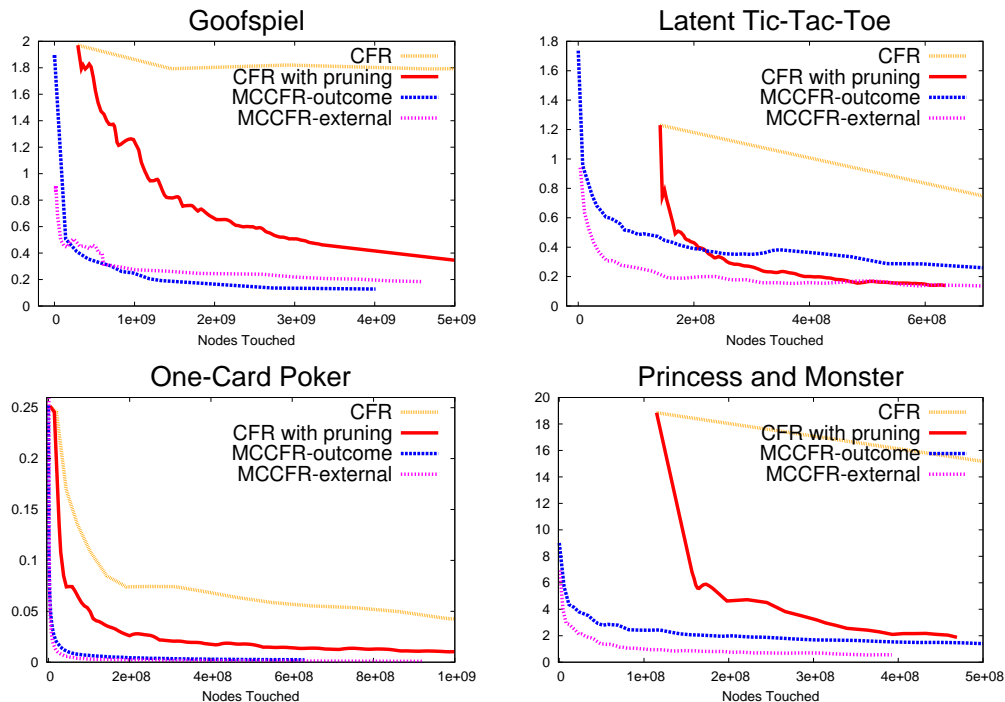 Goofspiel
2
1.8
1.6
1.4
1.2
1
0.8
0.6
0.4
0.2
0
CFR
CFR with pruning
MCCFR-outcome
MCCFR-external
0 1e+09 2e+09 3e+09 4e+09 5e+09
Nodes Touched
Latent Tic-Tac-Toe
1.8
1.6
1.4
1.2
1
0.8
0.6
0.4
0.2
0
CFR
CFR with pruning
MCCFR-outcome
MCCFR-external
0 2e+08 4e+08 6e+08
Nodes Touched
One-Card Poker
0.25
0.2
0.15
0.1
0.05
0
CFR
CFR with pruning
MCCFR-outcome
MCCFR-external
0 2e+08 4e+08 6e+08 8e+08 1e+09
Nodes Touched
Princess and Monster
20
18
16
14
12
10
8
6
4
2
0
CFR
CFR with pruning
MCCFR-outcome
MCCFR-external
0 1e+08 2e+08 3e+08 4e+08 5e+08
Nodes Touched